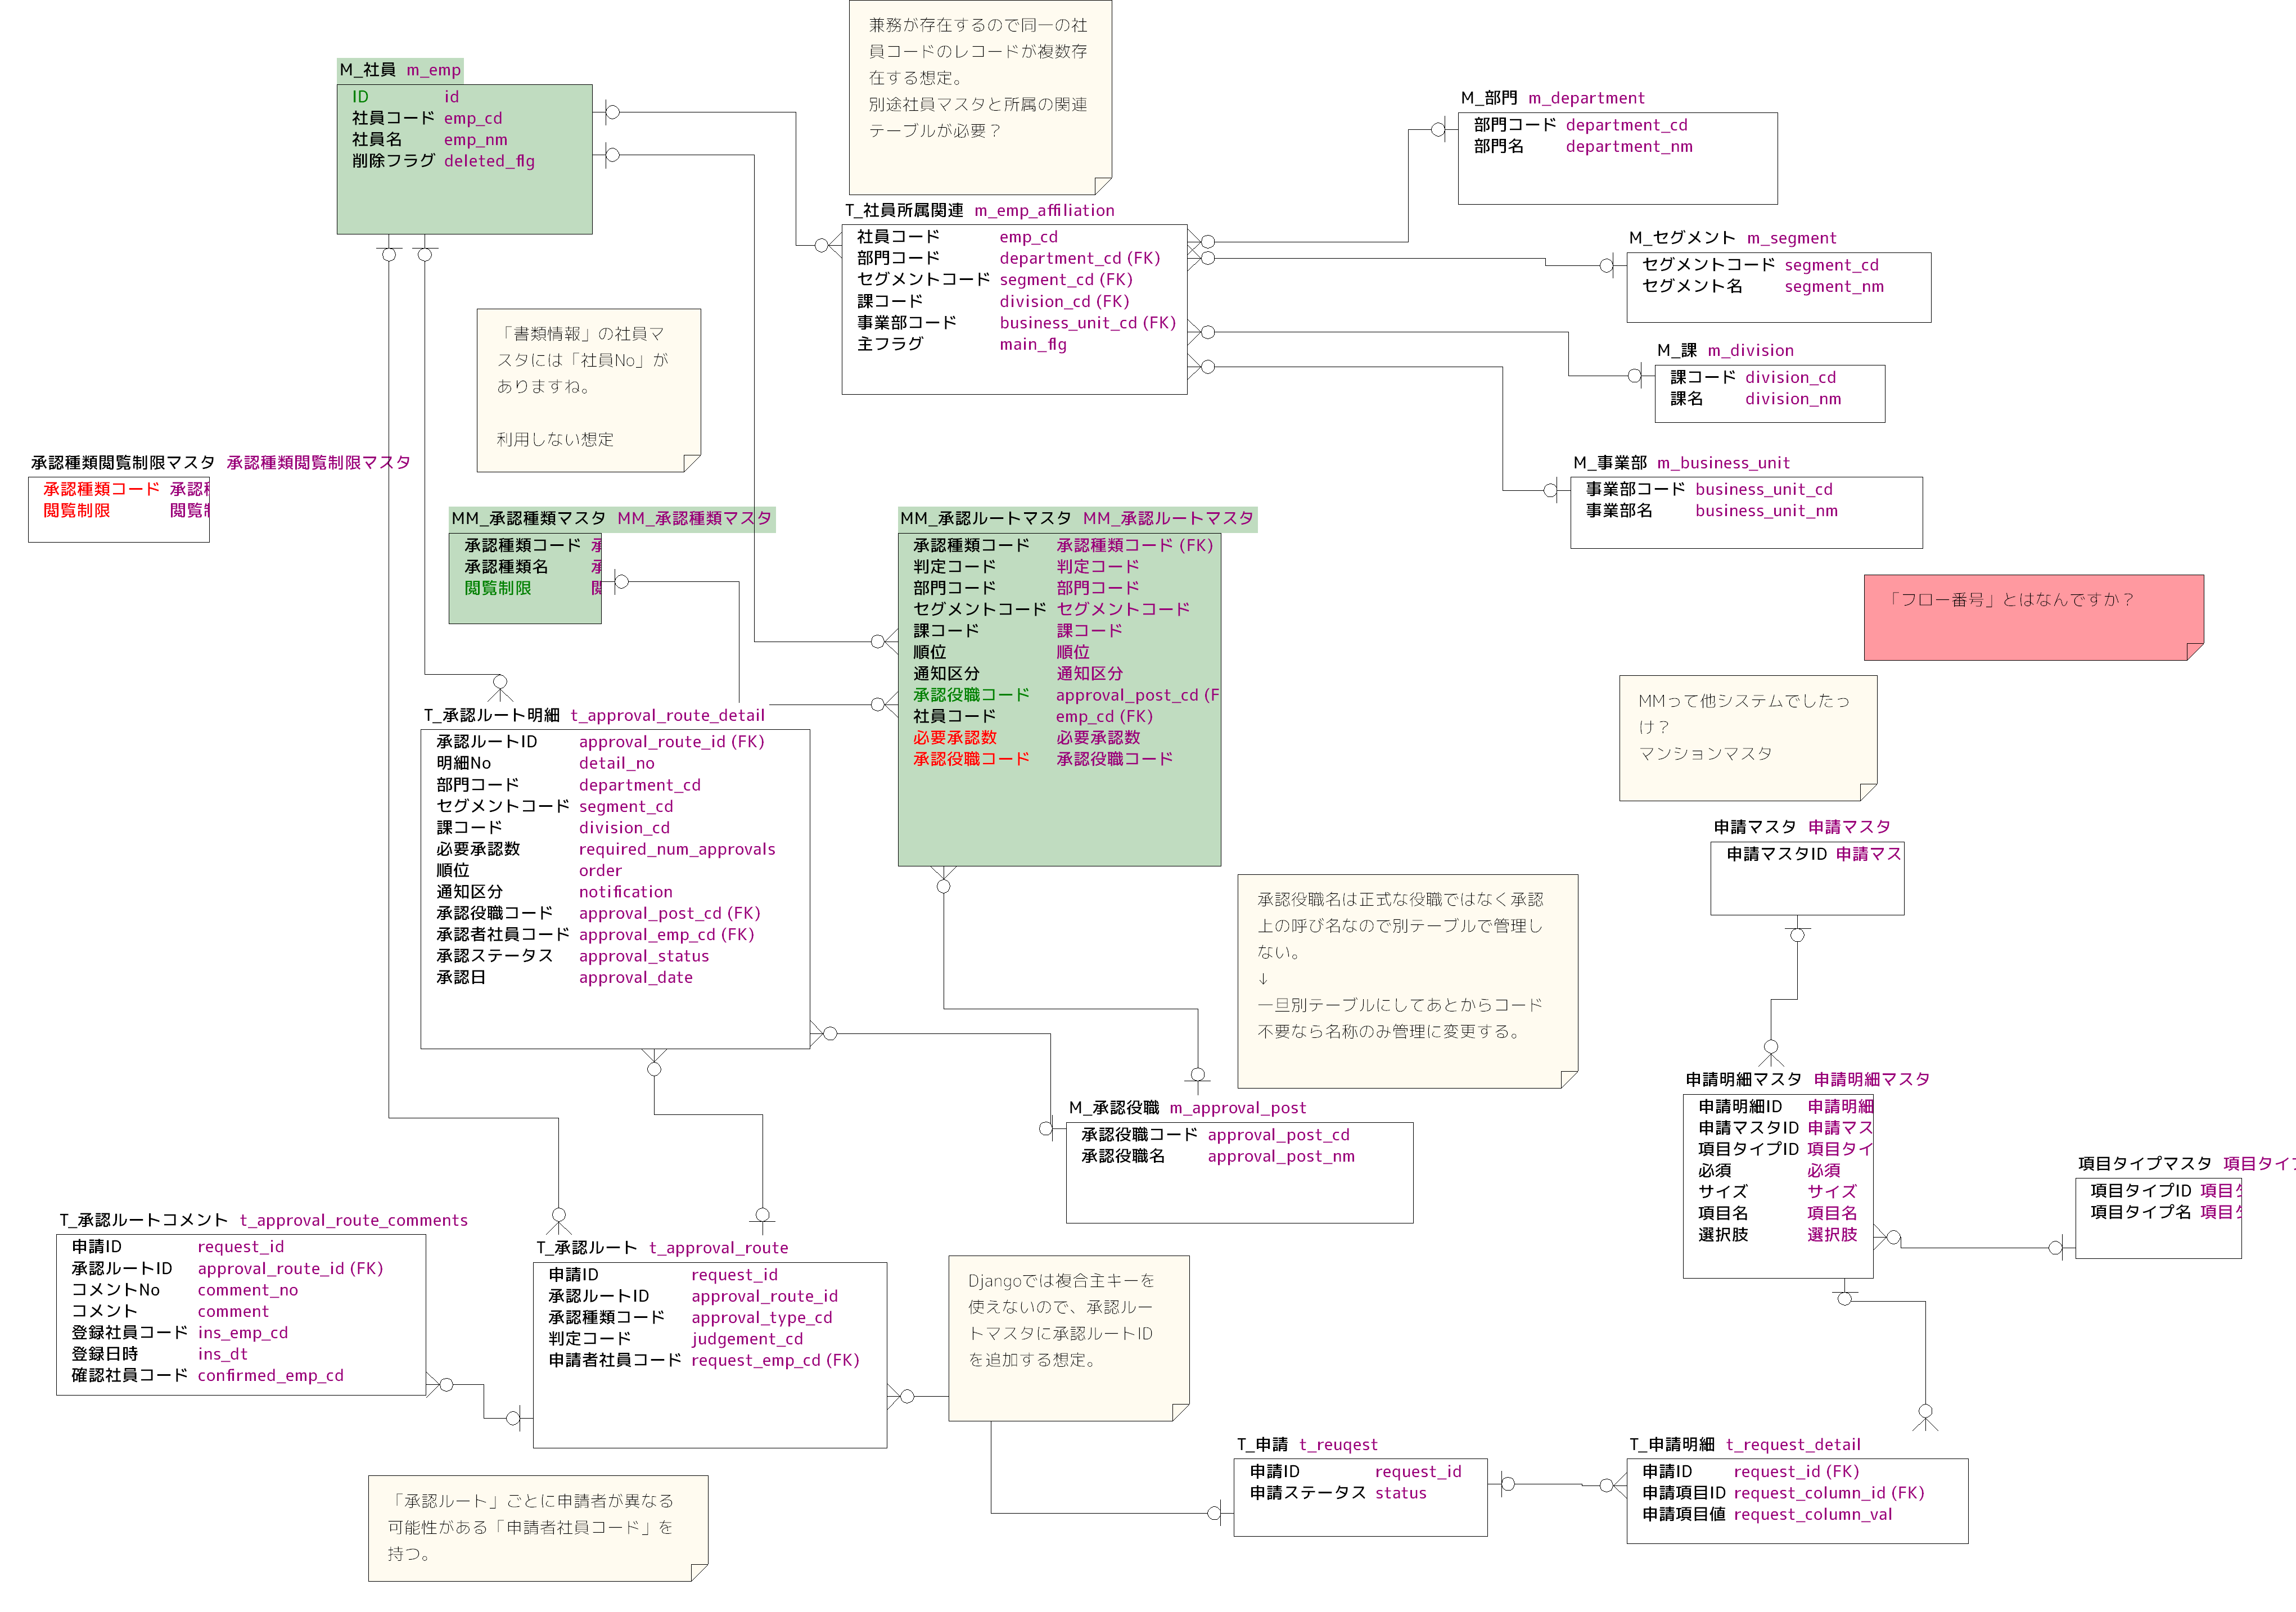 兼務が存在するので同一の社
員コードのレコードが複数存
在する想定。
別途社員マスタと所属の関連
テーブルが必要？
M_社員 m_emp
ID id
社員コード emp_cd
社員名 emp_nm
削除フラグ deleted_flg
M_部門 m_department
部門コード department_cd
部門名 department_nm
T_社員所属関連 m_emp_affiliation
社員コード emp_cd
部門コード department_cd (FK)
セグメントコード segment_cd (FK)
課コード division_cd (FK)
事業部コード business_unit_cd (FK)
主フラグ main_flg
M_セグメント m_segment
セグメントコード segment_cd
セグメント名 segment_nm
M_課 m_division
課コード division_cd
課名 division_nm
M_事業部 m_business_unit
事業部コード business_unit_cd
事業部名 business_unit_nm
「書類情報」の社員マ
スタには「社員No」が
ありますね。
利用しない想定
承認種類閲覧制限マスタ 承認種類閲覧制限マスタ
承認種類コード 承認
閲覧制限 閲覧
MM_承認種類マスタ MM_承認種類マスタ
承認種類コード
承認種類名
閲覧制限
MM_承認ルートマスタ MM_承認ルートマスタ
承認種類コード 承認種類コード (FK)
判定コード 判定コード
部門コード 部門コード
セグメントコード セグメントコード
課コード 課コード
順位 順位
通知区分 通知区分
承認役職コード approval_post_cd (F
社員コード emp_cd (FK)
必要承認数 必要承認数
承認役職コード 承認役職コード
「フロー番号」とはなんですか？
MMって他システムでしたっ
け？
マンションマスタ
T_承認ルート明細 t_approval_route_detail
承認ルートID approval_route_id (FK)
明細No detail_no
部門コード department_cd
セグメントコード segment_cd
課コード division_cd
必要承認数 required_num_approvals
順位 order
通知区分 notification
承認役職コード approval_post_cd (FK)
承認者社員コード approval_emp_cd (FK)
承認ステータス approval_status
承認日 approval_date
承認役職名は正式な役職ではなく承認
上の呼び名なので別テーブルで管理し
ない。
↓
一旦別テーブルにしてあとからコード
不要なら名称のみ管理に変更する。
申請マスタ 申請マスタ
申請マスタID 申請マス
申請明細マスタ 申請明細マスタ
申請明細ID 申請明細
申請マスタID 申請マス
項目タイプID 項目タイ
必須 必須
サイズ サイズ
項目名 項目名
選択肢 選択肢
項目タイプマスタ 項目タイ
項目タイプID 項目
項目タイプ名 項目
M_承認役職 m_approval_post
承認役職コード approval_post_cd
承認役職名 approval_post_nm
T_承認ルートコメント t_approval_route_comments
申請ID request_id
承認ルートID approval_route_id (FK)
コメントNo comment_no
コメント comment
登録社員コード ins_emp_cd
登録日時 ins_dt
確認社員コード confirmed_emp_cd
T_承認ルート t_approval_route
申請ID request_id
承認ルートID approval_route_id
承認種類コード approval_type_cd
判定コード judgement_cd
申請者社員コード request_emp_cd (FK)
Djangoでは複合主キーを
使えないので、承認ルー
トマスタに承認ルートID
を追加する想定。
T_申請 t_reuqest
申請ID request_id
申請ステータス status
T_申請明細 t_request_detail
申請ID request_id (FK)
申請項目ID request_column_id (FK)
申請項目値 request_column_val
「承認ルート」ごとに申請者が異なる
可能性がある「申請者社員コード」を
持つ。